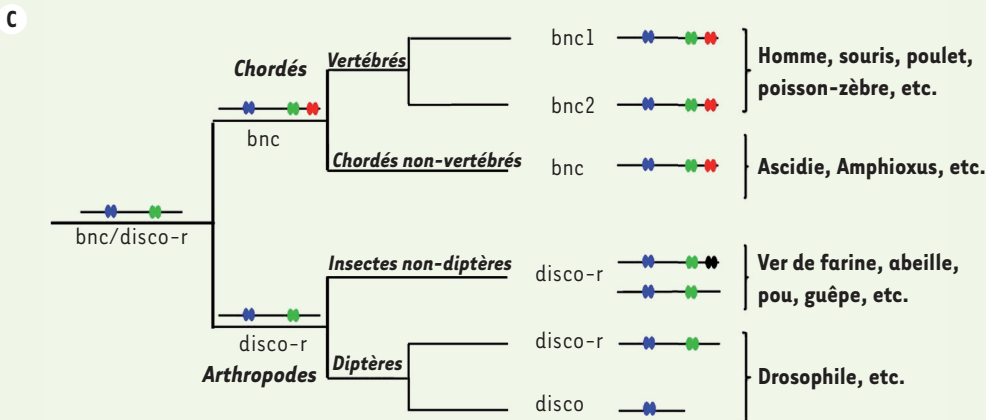 C
bnc1
Vertébrés
Homme, souris, poulet,
poisson-zèbre, etc.
Chordés
bnc
bnc2
Chordés non-vertébrés
bnc
Ascidie, Amphioxus, etc.
bnc/disco-r
Insectes non-diptères
disco-r
Ver de farine, abeille,
pou, guêpe, etc.
disco-r
Arthropodes
Diptères
disco-r
Drosophile, etc.
disco